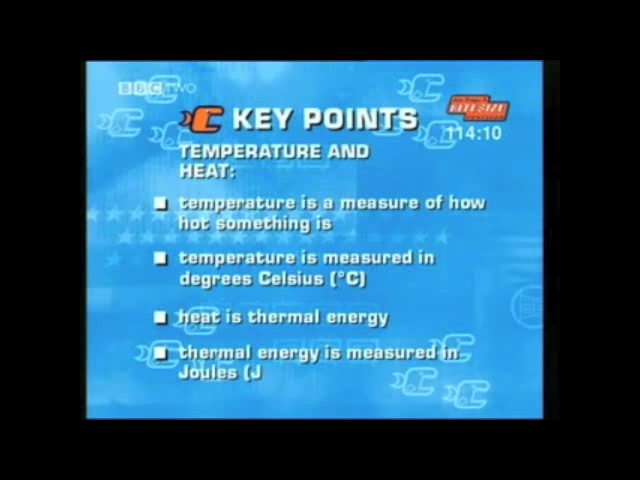 BBC TWO
KEY POINTS
BITESIZE
114:10
TEMPERATURE AND
HEAT:
temperature is a measure of how
hot something is
temperature is measured in
degrees Celsius (°C)
heat is thermal energy
thermal energy is measured in
Joules (J